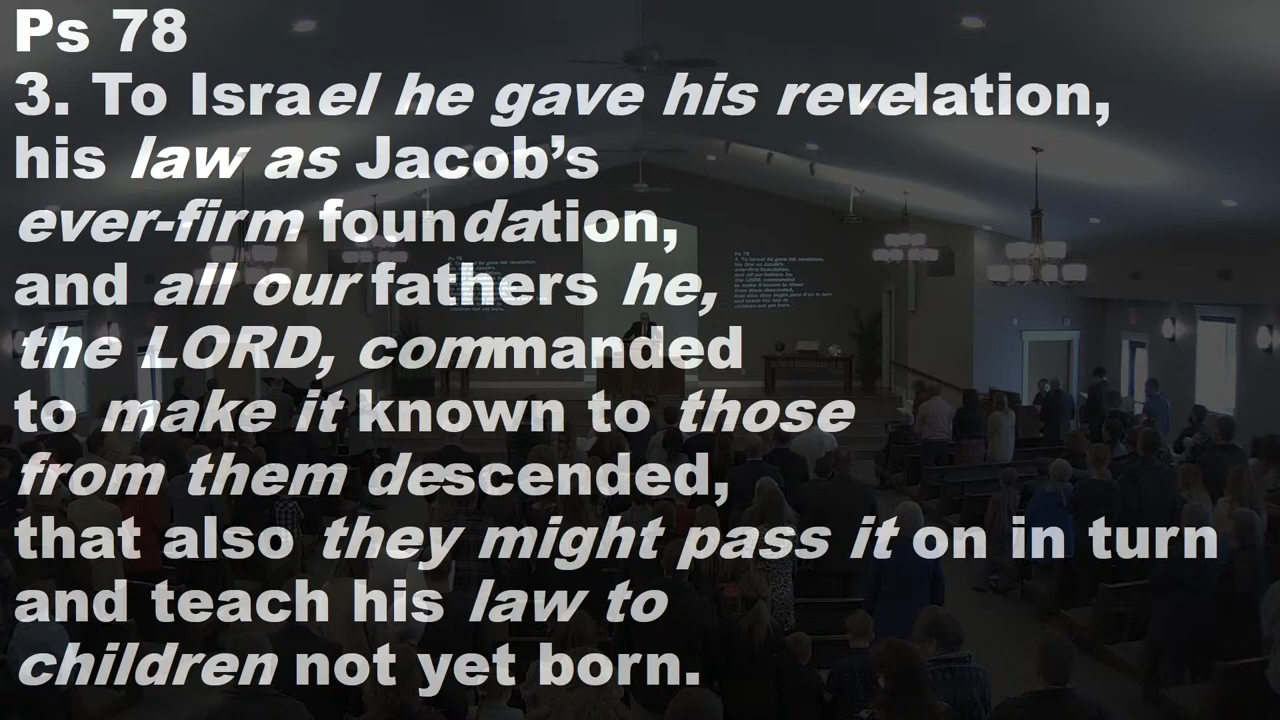 Ps 78
3. To Israel he gave his revelation,
his law as Jacob's
ever-firm foundation,
and all our fathers he,
the LORD, commanded
to make it known to those
from them descended,
that also they might pass it on in turn
and teach his law to
children not yet born.